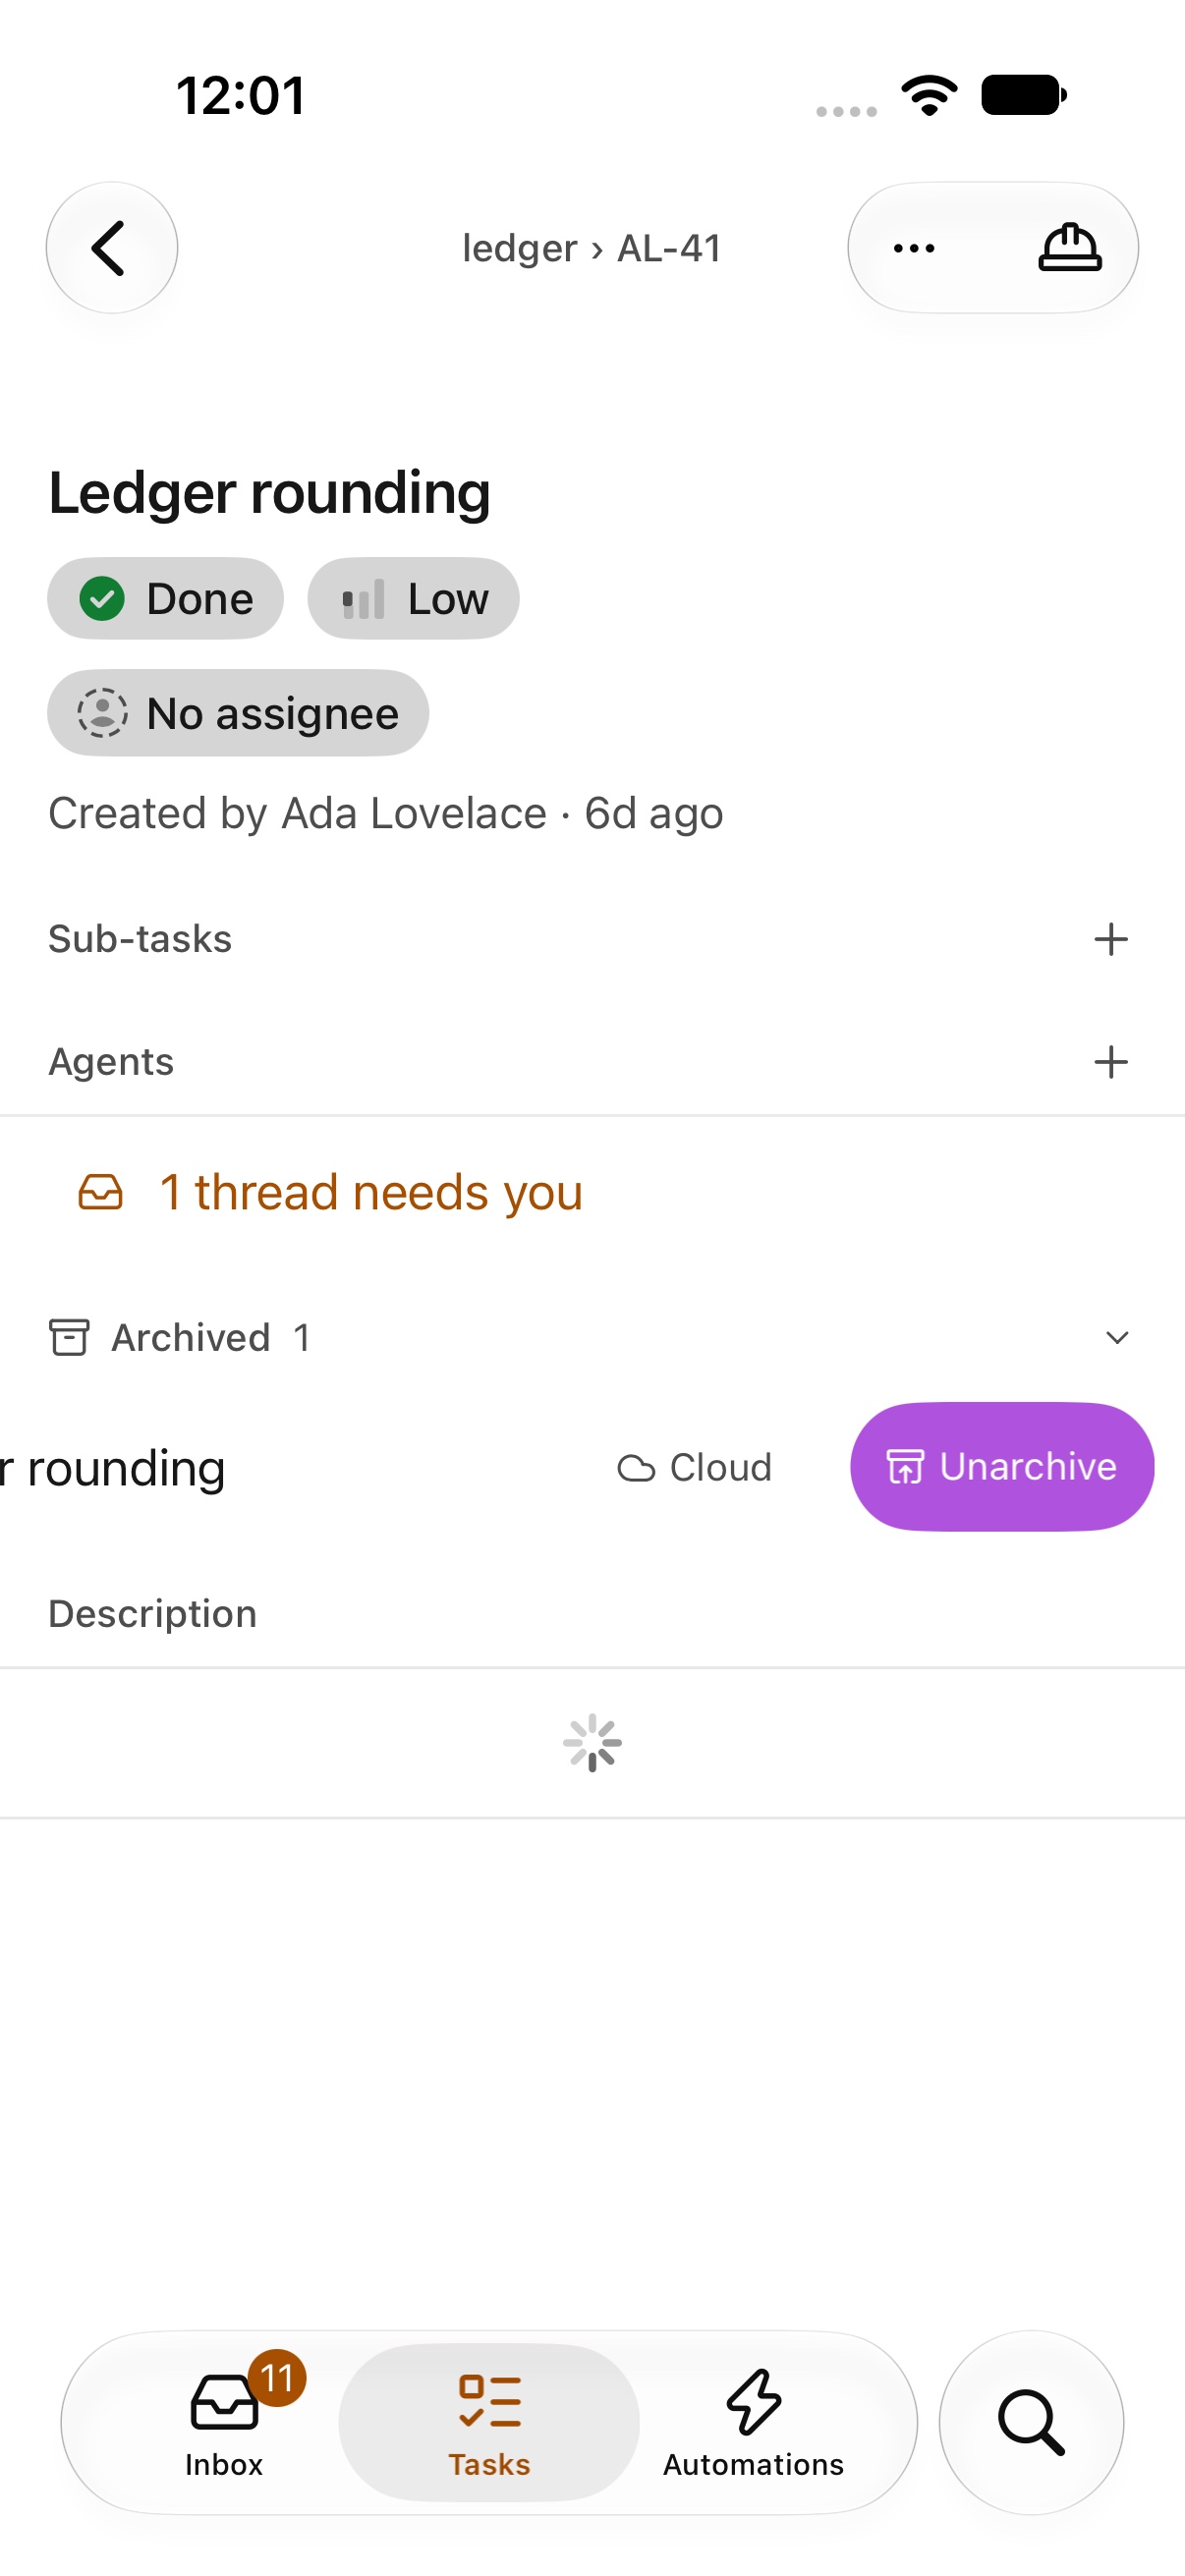 12:01
ledger › AL-41
Ledger rounding
Done
Low
No assignee
Created by Ada Lovelace · 6d ago
Sub-tasks
Agents
1 thread needs you
Archived 1
r rounding
Cloud
Unarchive
Description
11
Inbox
Tasks
Automations